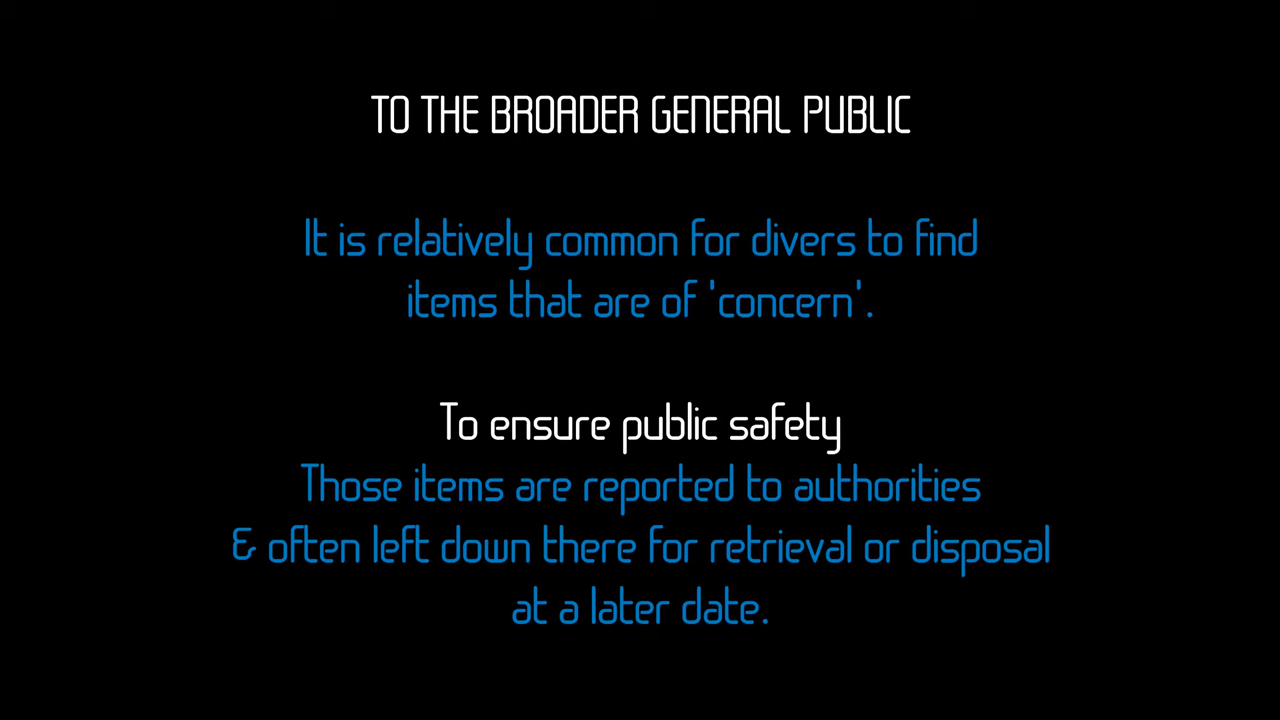 TO THE BROADER GENERAL PUBLIC
It is relatively common for divers to find
items that are of 'concern'.
To ensure public safety
Those items are reported to authorities
& often left down there for retrieval or disposal
at a later date.